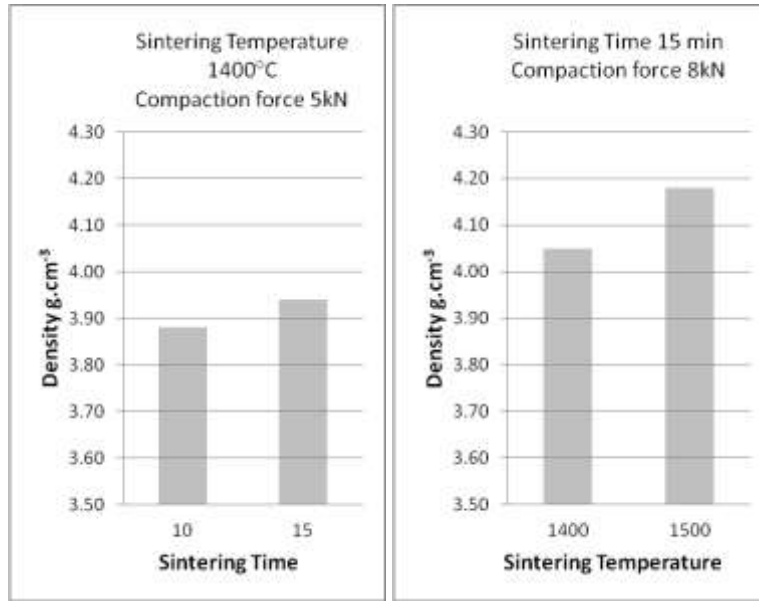 Sintering Temperature
1400°C
Compaction force 5kN
4.30
4.20
4.10
4.00
3.90
3.80
3.70
3.60
3.50
Density g.cm⁻³
10 15
Sintering Time
Sintering Time 15 min
Compaction force 8kN
4.30
4.20
4.10
4.00
3.90
3.80
3.70
3.60
3.50
Density g.cm⁻³
1400 1500
Sintering Temperature